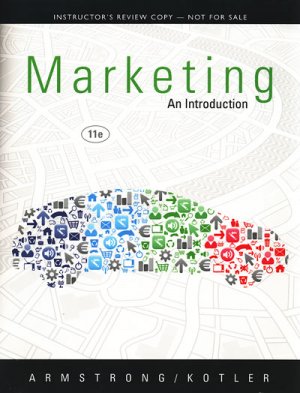 INSTRUCTOR'S REVIEW COPY — NOT FOR SALE
Marketing
An Introduction
11e
ARMSTRONG/KOTLER